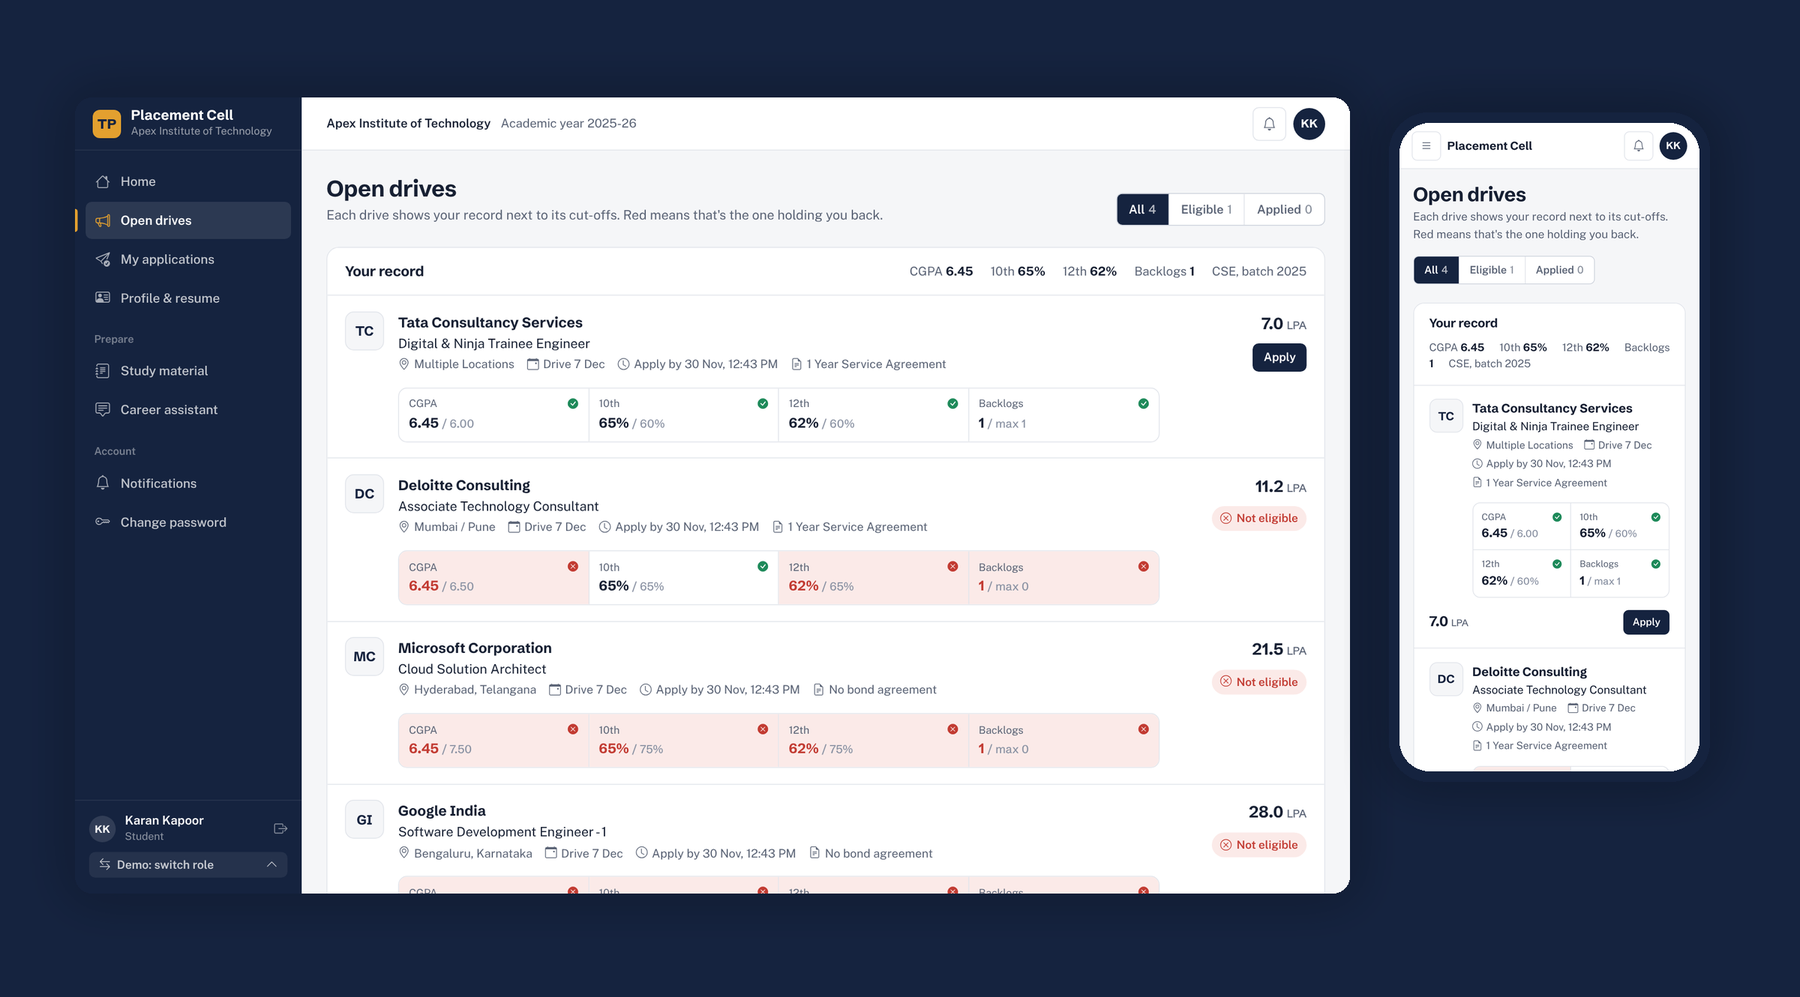 TP
Placement Cell
Apex Institute of Technology
Home
Open drives
My applications
Profile & resume
Prepare
Study material
Career assistant
Account
Notifications
Change password
KK
Karan Kapoor
Student
Demo: switch role
Apex Institute of Technology Academic year 2025-26
KK
Open drives
Each drive shows your record next to its cut-offs. Red means that's the one holding you back.
All 4 Eligible 1 Applied 0
Your record
CGPA 6.45 10th 65% 12th 62% Backlogs 1 CSE, batch 2025
TC
Tata Consultancy Services
Digital & Ninja Trainee Engineer
Multiple Locations Drive 7 Dec Apply by 30 Nov, 12:43 PM 1 Year Service Agreement
7.0 LPA
Apply
CGPA 10th 12th Backlogs
6.45 / 6.00 65% / 60% 62% / 60% 1 / max 1
DC
Deloitte Consulting
Associate Technology Consultant
Mumbai / Pune Drive 7 Dec Apply by 30 Nov, 12:43 PM 1 Year Service Agreement
11.2 LPA
Not eligible
CGPA 10th 12th Backlogs
6.45 / 6.50 65% / 65% 62% / 65% 1 / max 0
MC
Microsoft Corporation
Cloud Solution Architect
Hyderabad, Telangana Drive 7 Dec Apply by 30 Nov, 12:43 PM No bond agreement
21.5 LPA
Not eligible
CGPA 10th 12th Backlogs
6.45 / 7.50 65% / 75% 62% / 75% 1 / max 0
GI
Google India
Software Development Engineer - 1
Bengaluru, Karnataka Drive 7 Dec Apply by 30 Nov, 12:43 PM No bond agreement
28.0 LPA
Not eligible
CGPA 10th 12th Backlogs
Placement Cell
KK
Open drives
Each drive shows your record next to its cut-offs.
Red means that's the one holding you back.
All 4 Eligible 1 Applied 0
Your record
CGPA 6.45 10th 65% 12th 62% Backlogs
1 CSE, batch 2025
TC
Tata Consultancy Services
Digital & Ninja Trainee Engineer
Multiple Locations Drive 7 Dec
Apply by 30 Nov, 12:43 PM
1 Year Service Agreement
CGPA 10th
6.45 / 6.00 65% / 60%
12th Backlogs
62% / 60% 1 / max 1
7.0 LPA
Apply
DC
Deloitte Consulting
Associate Technology Consultant
Mumbai / Pune Drive 7 Dec
Apply by 30 Nov, 12:43 PM
1 Year Service Agreement